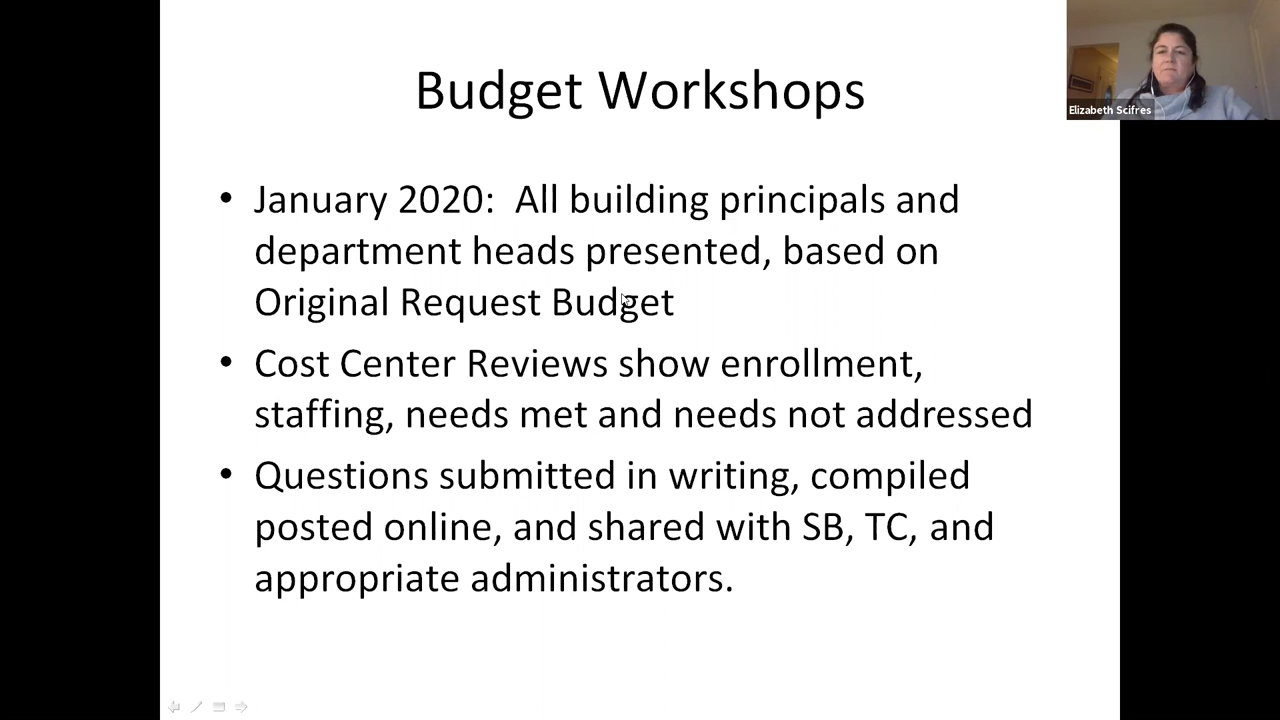 Budget Workshops
Elizabeth Scifres
• January 2020:  All building principals and
department heads presented, based on
Original Request Budget
• Cost Center Reviews show enrollment,
staffing, needs met and needs not addressed
• Questions submitted in writing, compiled
posted online, and shared with SB, TC, and
appropriate administrators.